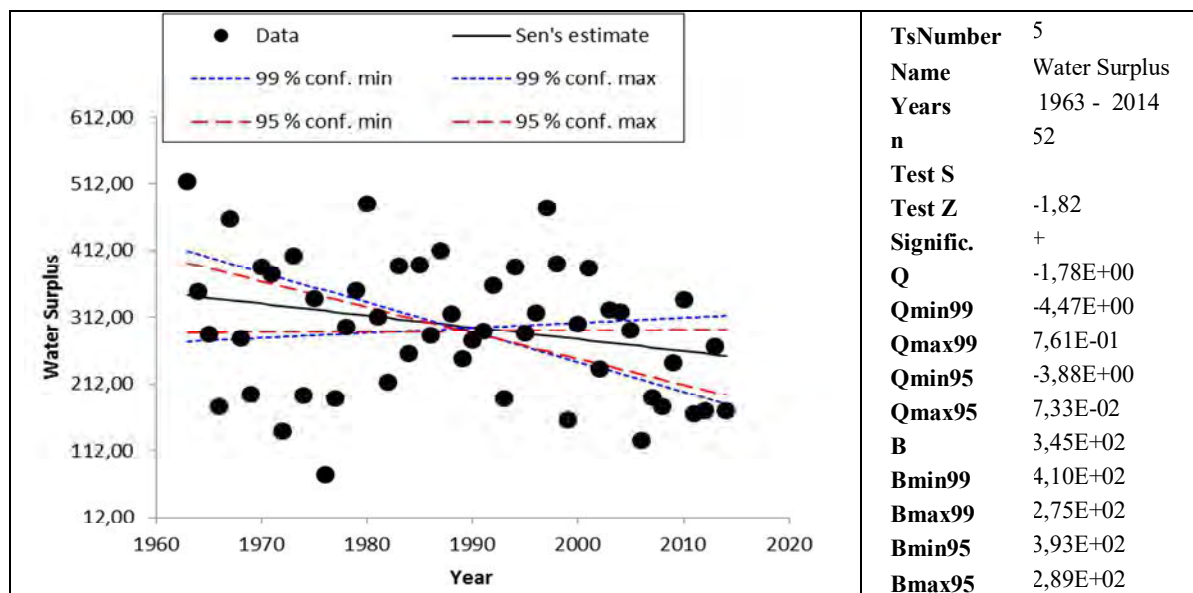 Data
Sen's estimate
99 % conf. min
99 % conf. max
95 % conf. min
95 % conf. max
612,00
512,00
412,00
312,00
212,00
112,00
12,00
Water Surplus
1960
1970
1980
1990
2000
2010
2020
Year
TsNumber 5
Name Water Surplus
Years 1963 - 2014
n 52
Test S
Test Z -1,82
Signific. +
Q -1,78E+00
Qmin99 -4,47E+00
Qmax99 7,61E-01
Qmin95 -3,88E+00
Qmax95 7,33E-02
B 3,45E+02
Bmin99 4,10E+02
Bmax99 2,75E+02
Bmin95 3,93E+02
Bmax95 2,89E+02